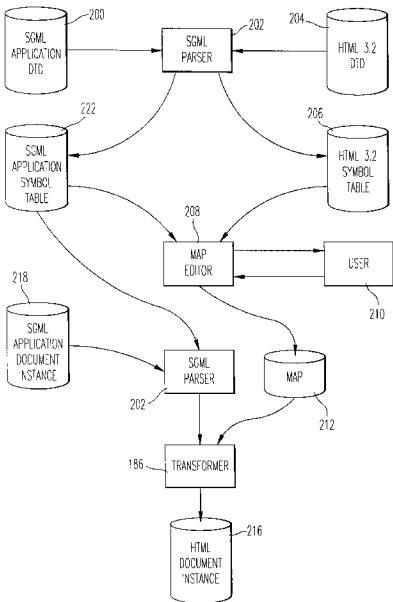 200
SGML
APPLICATION
DTD
202
SGML
PARSER
204
HTML 3.2
DTD
222
SGML
APPLICATION
SYMBOL
TABLE
206
HTML 3.2
SYMBOL
TABLE
208
MAP
EDITOR
USER
210
218
SGML
APPLICATION
DOCUMENT
INSTANCE
SGML
PARSER
202
MAP
212
186
TRANSFORMER
216
HTML
DOCUMENT
INSTANCE